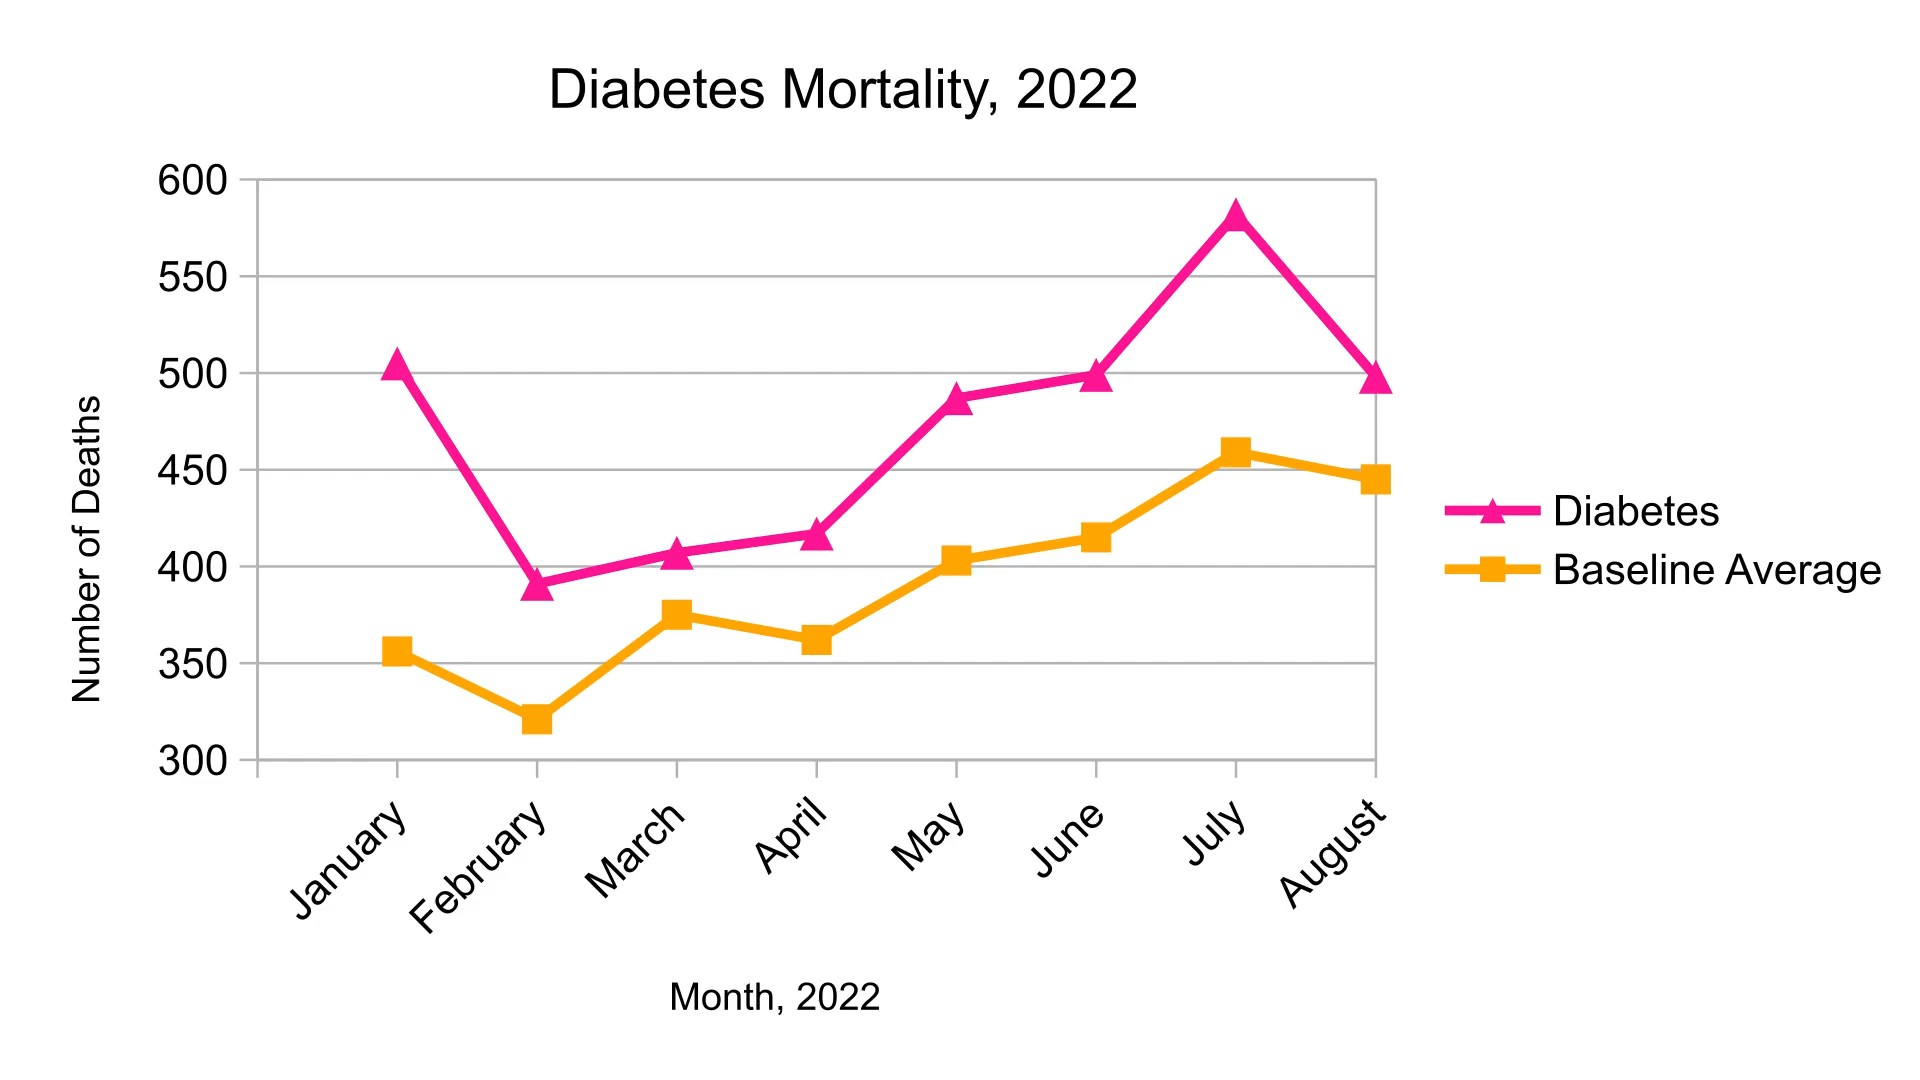 Diabetes Mortality, 2022
600
550
500
450
400
350
300
Number of Deaths
January
February
March
April
May
June
July
August
Month, 2022
Diabetes
Baseline Average